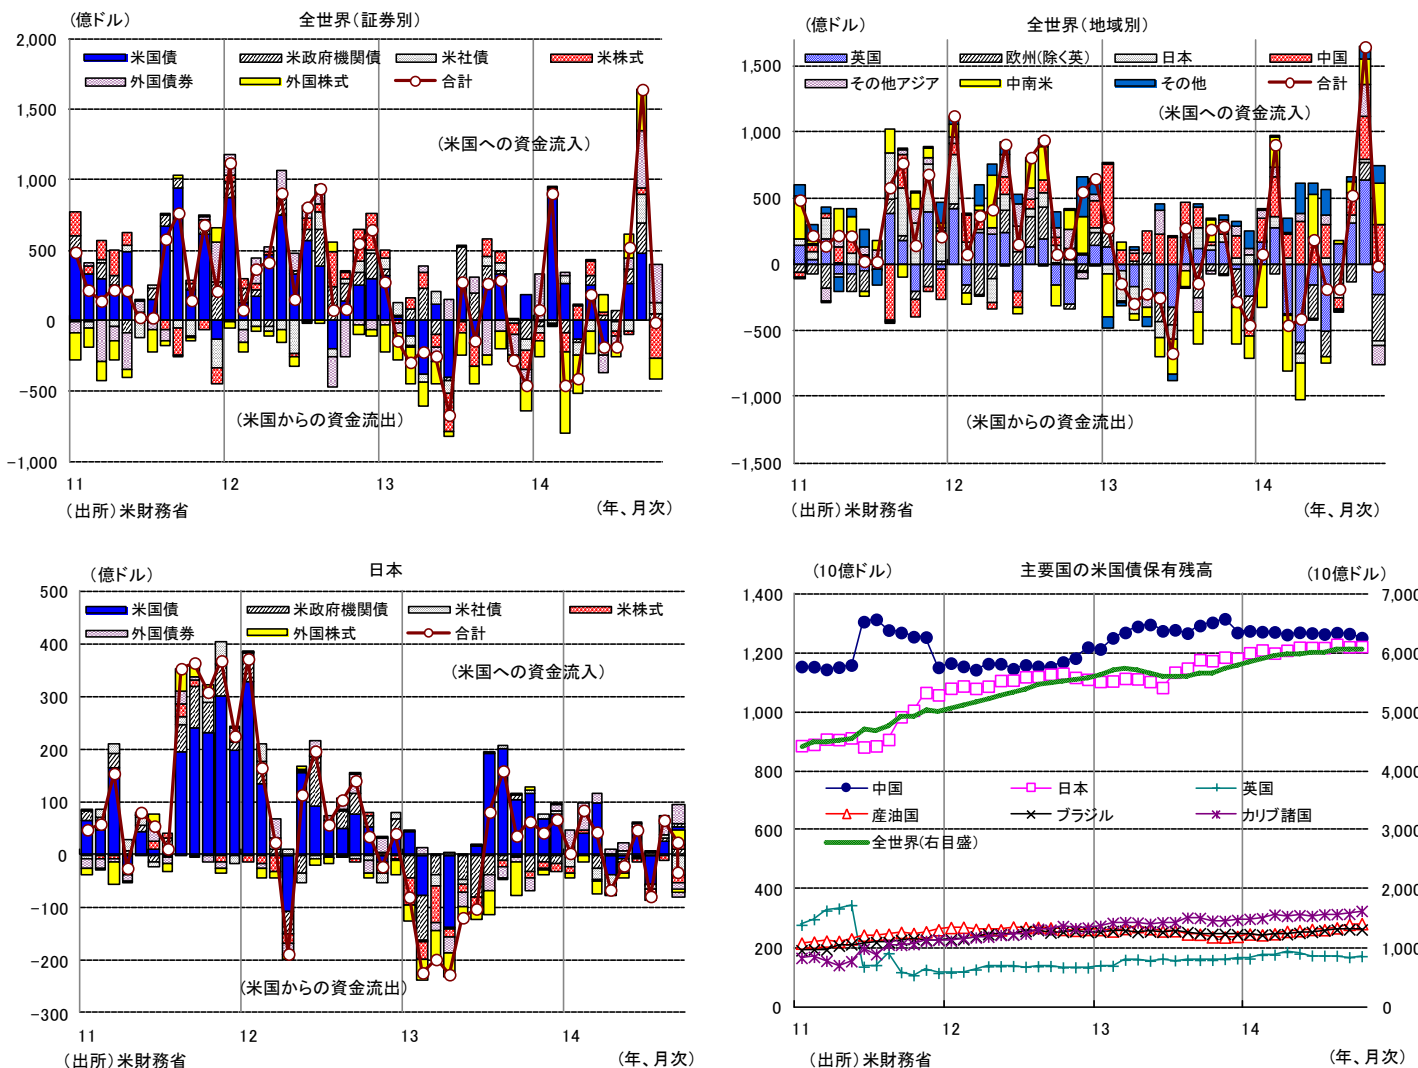 (億ドル)
全世界(証券別)
2,000
1,500
1,000
500
0
-500
-1,000
米国債
米政府機関債
米社債
米株式
外国債券
外国株式
合計
(米国への資金流入)
(米国からの資金流出)
11
12
13
14
(出所)米財務省
(年、月次)
(億ドル)
全世界(地域別)
1,500
1,000
500
0
-500
-1,000
-1,500
英国
欧州(除く英)
日本
中国
その他アジア
中南米
その他
合計
(米国への資金流入)
(米国からの資金流出)
11
12
13
14
(出所)米財務省
(年、月次)
(億ドル)
日本
500
400
300
200
100
0
-100
-200
-300
米国債
米政府機関債
米社債
米株式
外国債券
外国株式
合計
(米国への資金流入)
(米国からの資金流出)
11
12
13
14
(出所)米財務省
(年、月次)
(10億ドル)
主要国の米国債保有残高
(10億ドル)
1,400
1,200
1,000
800
600
400
200
0
7,000
6,000
5,000
4,000
3,000
2,000
1,000
0
中国
日本
英国
産油国
ブラジル
カリブ諸国
全世界(右目盛)
11
12
13
14
(出所)米財務省
(年、月次)